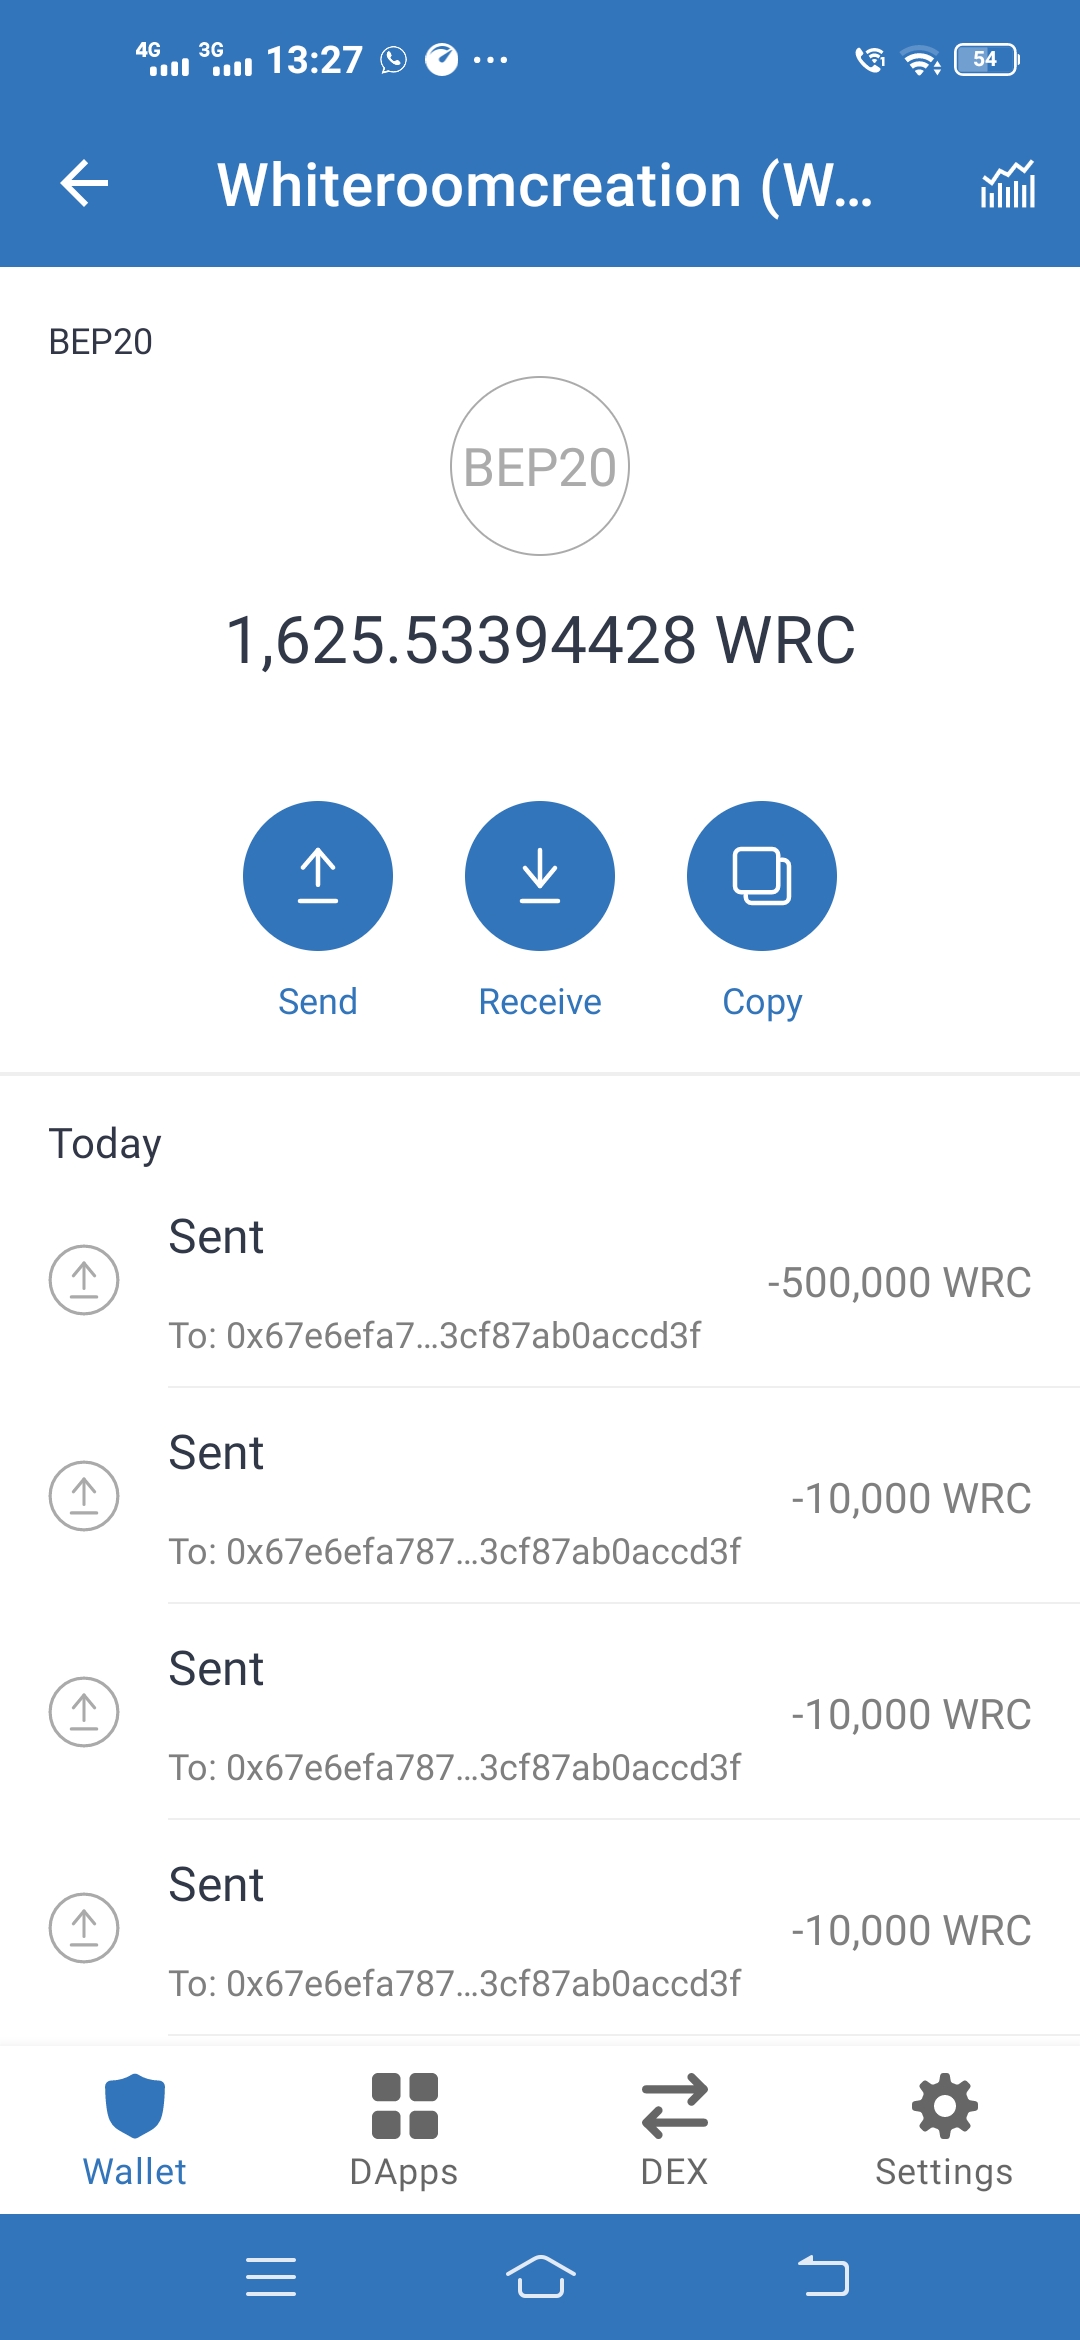 4G 3G 13:27 ... 54
Whiteroomcreation (W...
BEP20
BEP20
1,625.53394428 WRC
Send Receive Copy
Today
Sent
-500,000 WRC
To: 0x67e6efa7...3cf87ab0accd3f
Sent
-10,000 WRC
To: 0x67e6efa787...3cf87ab0accd3f
Sent
-10,000 WRC
To: 0x67e6efa787...3cf87ab0accd3f
Sent
-10,000 WRC
To: 0x67e6efa787...3cf87ab0accd3f
Wallet DApps DEX Settings